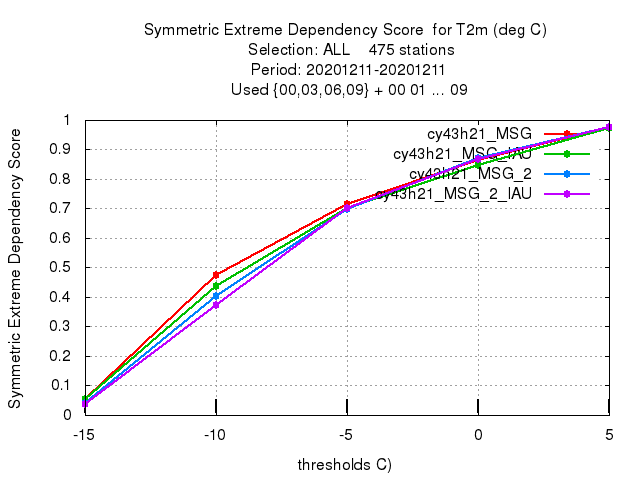 Symmetric Extreme Dependency Score for T2m (deg C)
Selection: ALL 475 stations
Period: 20201211-20201211
Used {00,03,06,09} + 00 01 ... 09
Symmetric Extreme Dependency Score
1
0.9
0.8
0.7
0.6
0.5
0.4
0.3
0.2
0.1
0
cy43h21_MSG
cy43h21_MSG_IAU
cy43h21_MSG_2
cy43h21_MSG_2_IAU
-15 -10 -5 0 5
thresholds C)